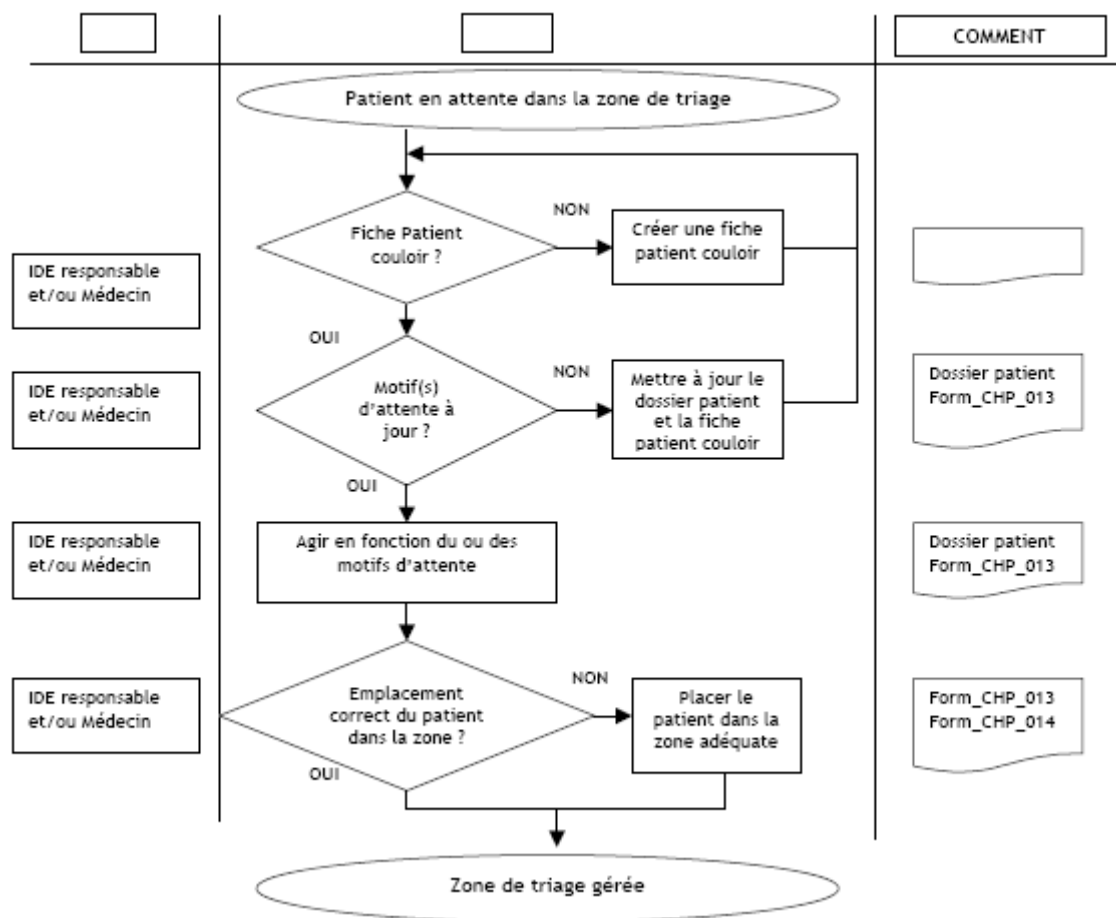 COMMENT
Patient en attente dans la zone de triage
NON
Fiche Patient
couloir ?
Créer une fiche
patient couloir
IDE responsable
et/ou Médecin
OUI
NON
Motif(s)
d'attente à
jour ?
Mettre à jour le
dossier patient
et la fiche
patient couloir
IDE responsable
et/ou Médecin
Dossier patient
Form_CHP_013
OUI
IDE responsable
et/ou Médecin
Agir en fonction du ou des
motifs d'attente
Dossier patient
Form_CHP_013
NON
IDE responsable
et/ou Médecin
Emplacement
correct du patient
dans la zone ?
Placer le
patient dans la
zone adéquate
Form_CHP_013
Form_CHP_014
OUI
Zone de triage gérée